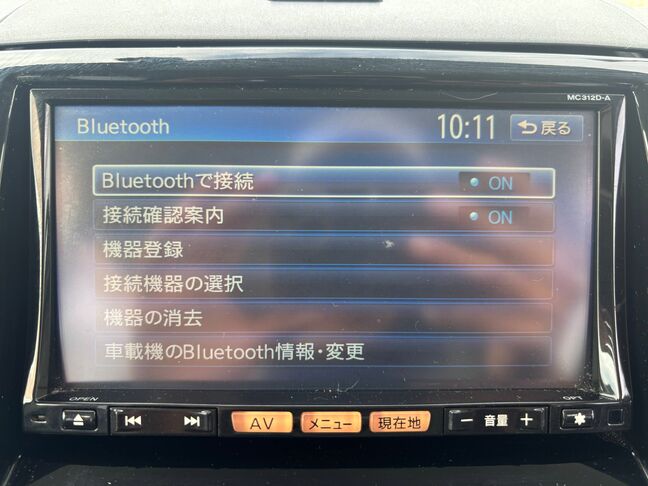 MC312D-A
Bluetooth 10:11 戻る
Bluetoothで接続 ON
接続確認案内 ON
機器登録
接続機器の選択
機器の消去
車載機のBluetooth情報・変更
OPEN OPT
AV メニュー 現在地 － 音量 ＋